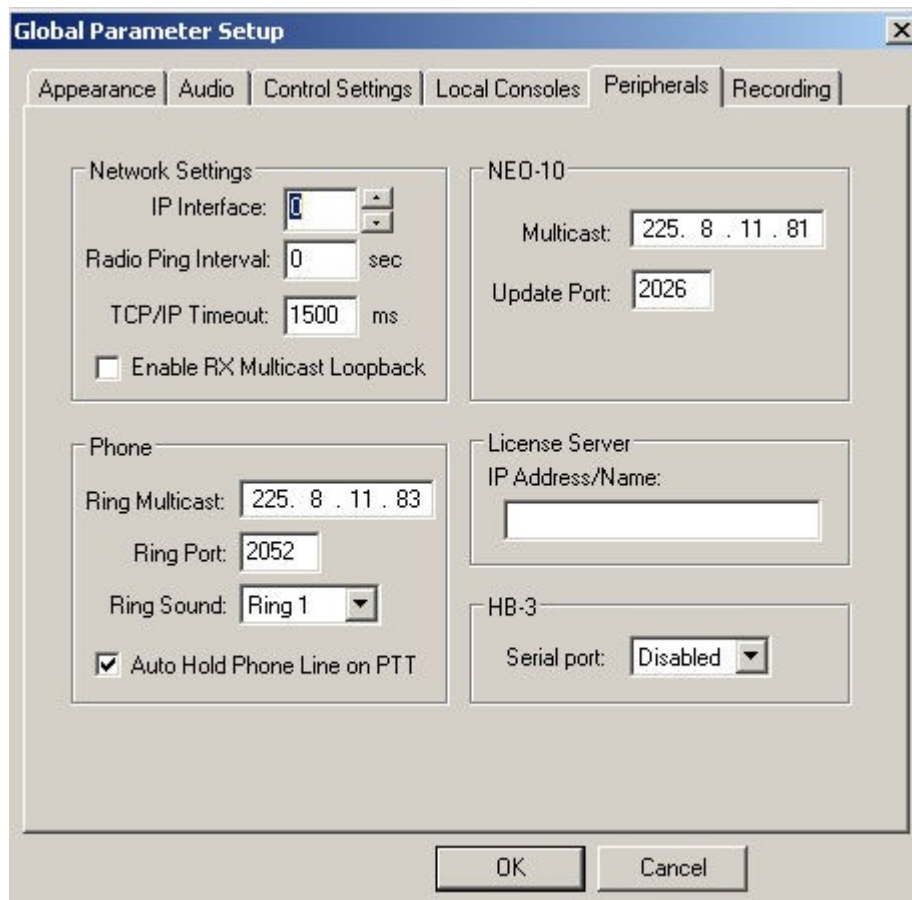 Global Parameter Setup
Appearance Audio Control Settings Local Consoles Peripherals Recording
Network Settings
IP Interface: 0
Radio Ping Interval: 0 sec
TCP/IP Timeout: 1500 ms
Enable RX Multicast Loopback
NEO-10
Multicast: 225. 8 . 11 . 81
Update Port: 2026
Phone
Ring Multicast: 225. 8 . 11 . 83
Ring Port: 2052
Ring Sound: Ring 1
Auto Hold Phone Line on PTT
License Server
IP Address/Name:
HB-3
Serial port: Disabled
OK Cancel